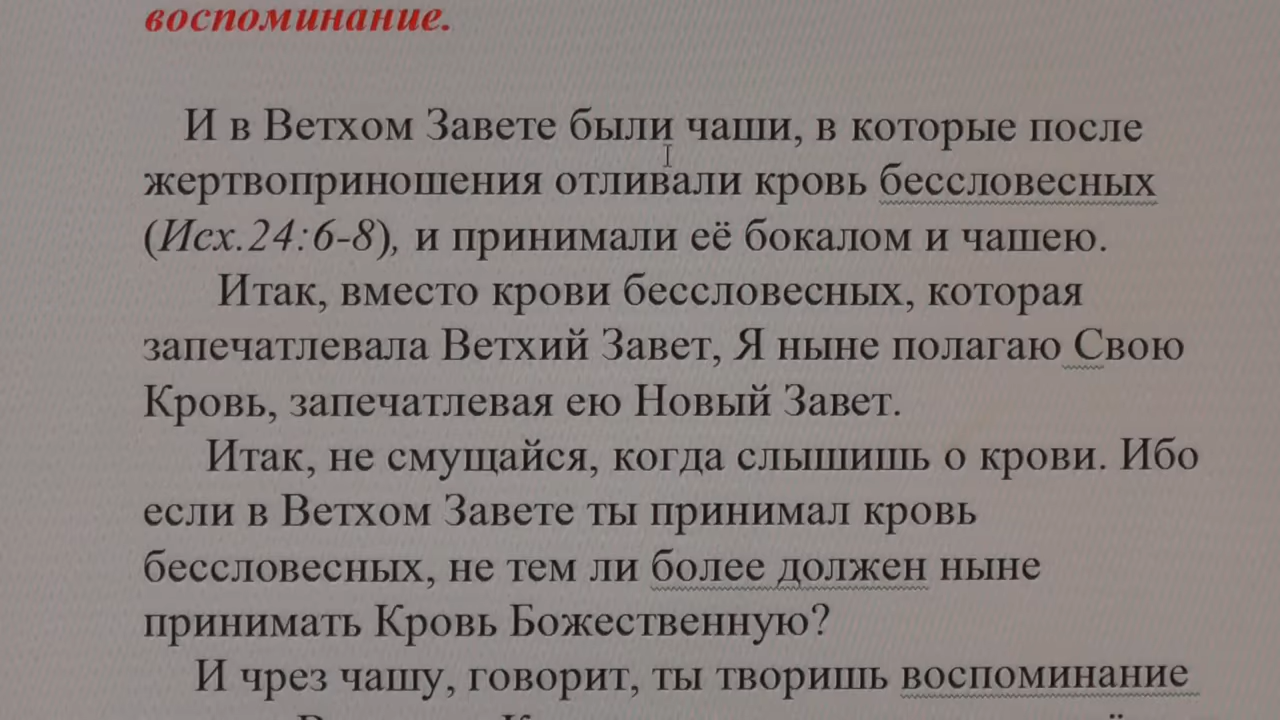 воспоминание.
И в Ветхом Завете были чаши, в которые после
жертвоприношения отливали кровь бессловесных
(Исх.24:6-8), и принимали её бокалом и чашею.
Итак, вместо крови бессловесных, которая
запечатлевала Ветхий Завет, Я ныне полагаю Свою
Кровь, запечатлевая ею Новый Завет.
Итак, не смущайся, когда слышишь о крови. Ибо
если в Ветхом Завете ты принимал кровь
бессловесных, не тем ли более должен ныне
принимать Кровь Божественную?
И чрез чашу, говорит, ты творишь воспоминание